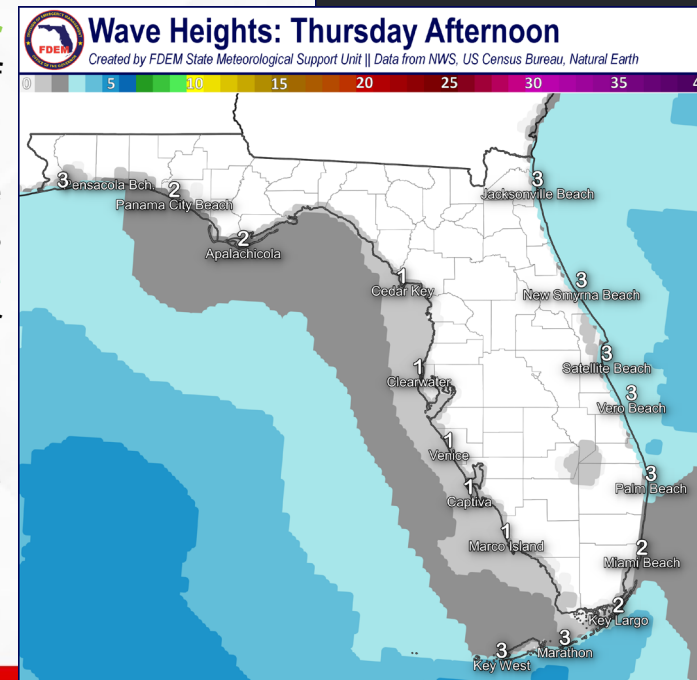 Wave Heights: Thursday Afternoon
Created by FDEM State Meteorological Support Unit || Data from NWS, US Census Bureau, Natural Earth
FDEM
0 5 10 15 20 25 30 35 4
3
Pensacola Bch.
2
Panama City Beach
2
Apalachicola
3
Jacksonville Beach
1
Cedar Key
3
New Smyrna Beach
1
Clearwater
3
Satellite Beach
3
Vero Beach
1
Venice
1
Captiva
3
Palm Beach
1
Marco Island
2
Miami Beach
2
Key Largo
3
Marathon
3
Key West